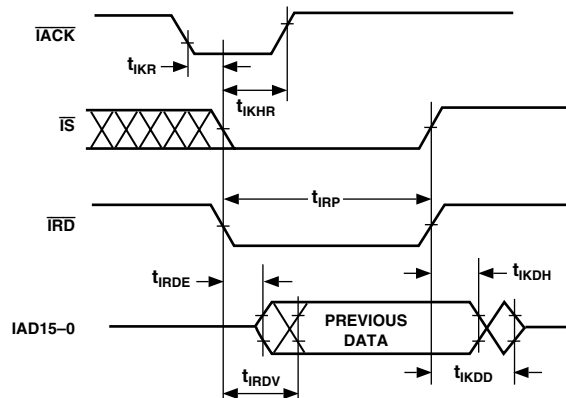 IACK
tIKR
tIKHR
IS
tIRP
IRD
tIRDE
tIKDH
IAD15–0
PREVIOUS
DATA
tIKDD
tIRDV